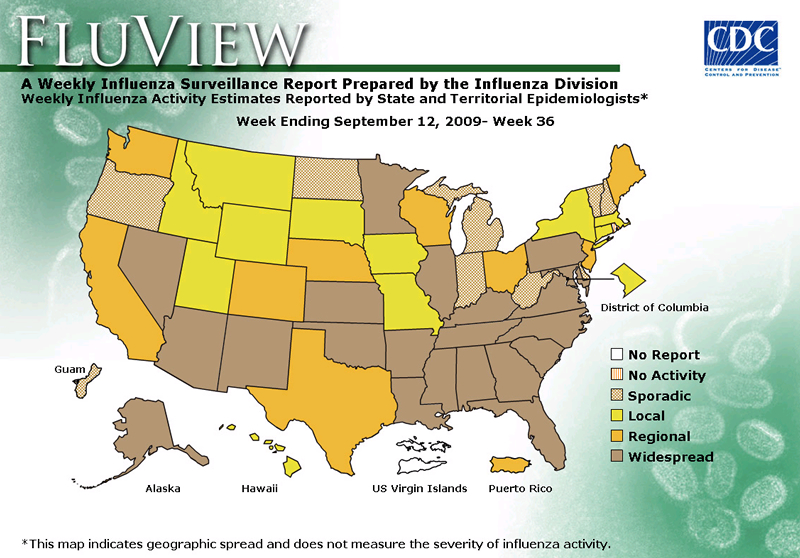 FLUVIEW
CDC
CENTERS FOR DISEASE
CONTROL AND PREVENTION
A Weekly Influenza Surveillance Report Prepared by the Influenza Division
Weekly Influenza Activity Estimates Reported by State and Territorial Epidemiologists*
Week Ending September 12, 2009- Week 36
District of Columbia
Guam
No Report
No Activity
Sporadic
Local
Regional
Widespread
Alaska
Hawaii
US Virgin Islands
Puerto Rico
*This map indicates geographic spread and does not measure the severity of influenza activity.